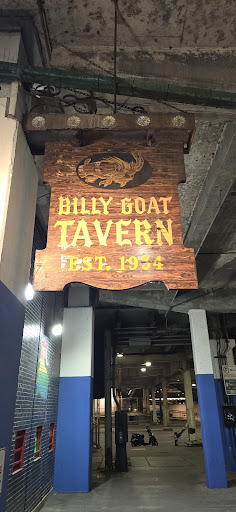 BILLY GOAT
TAVERN
EST. 1934